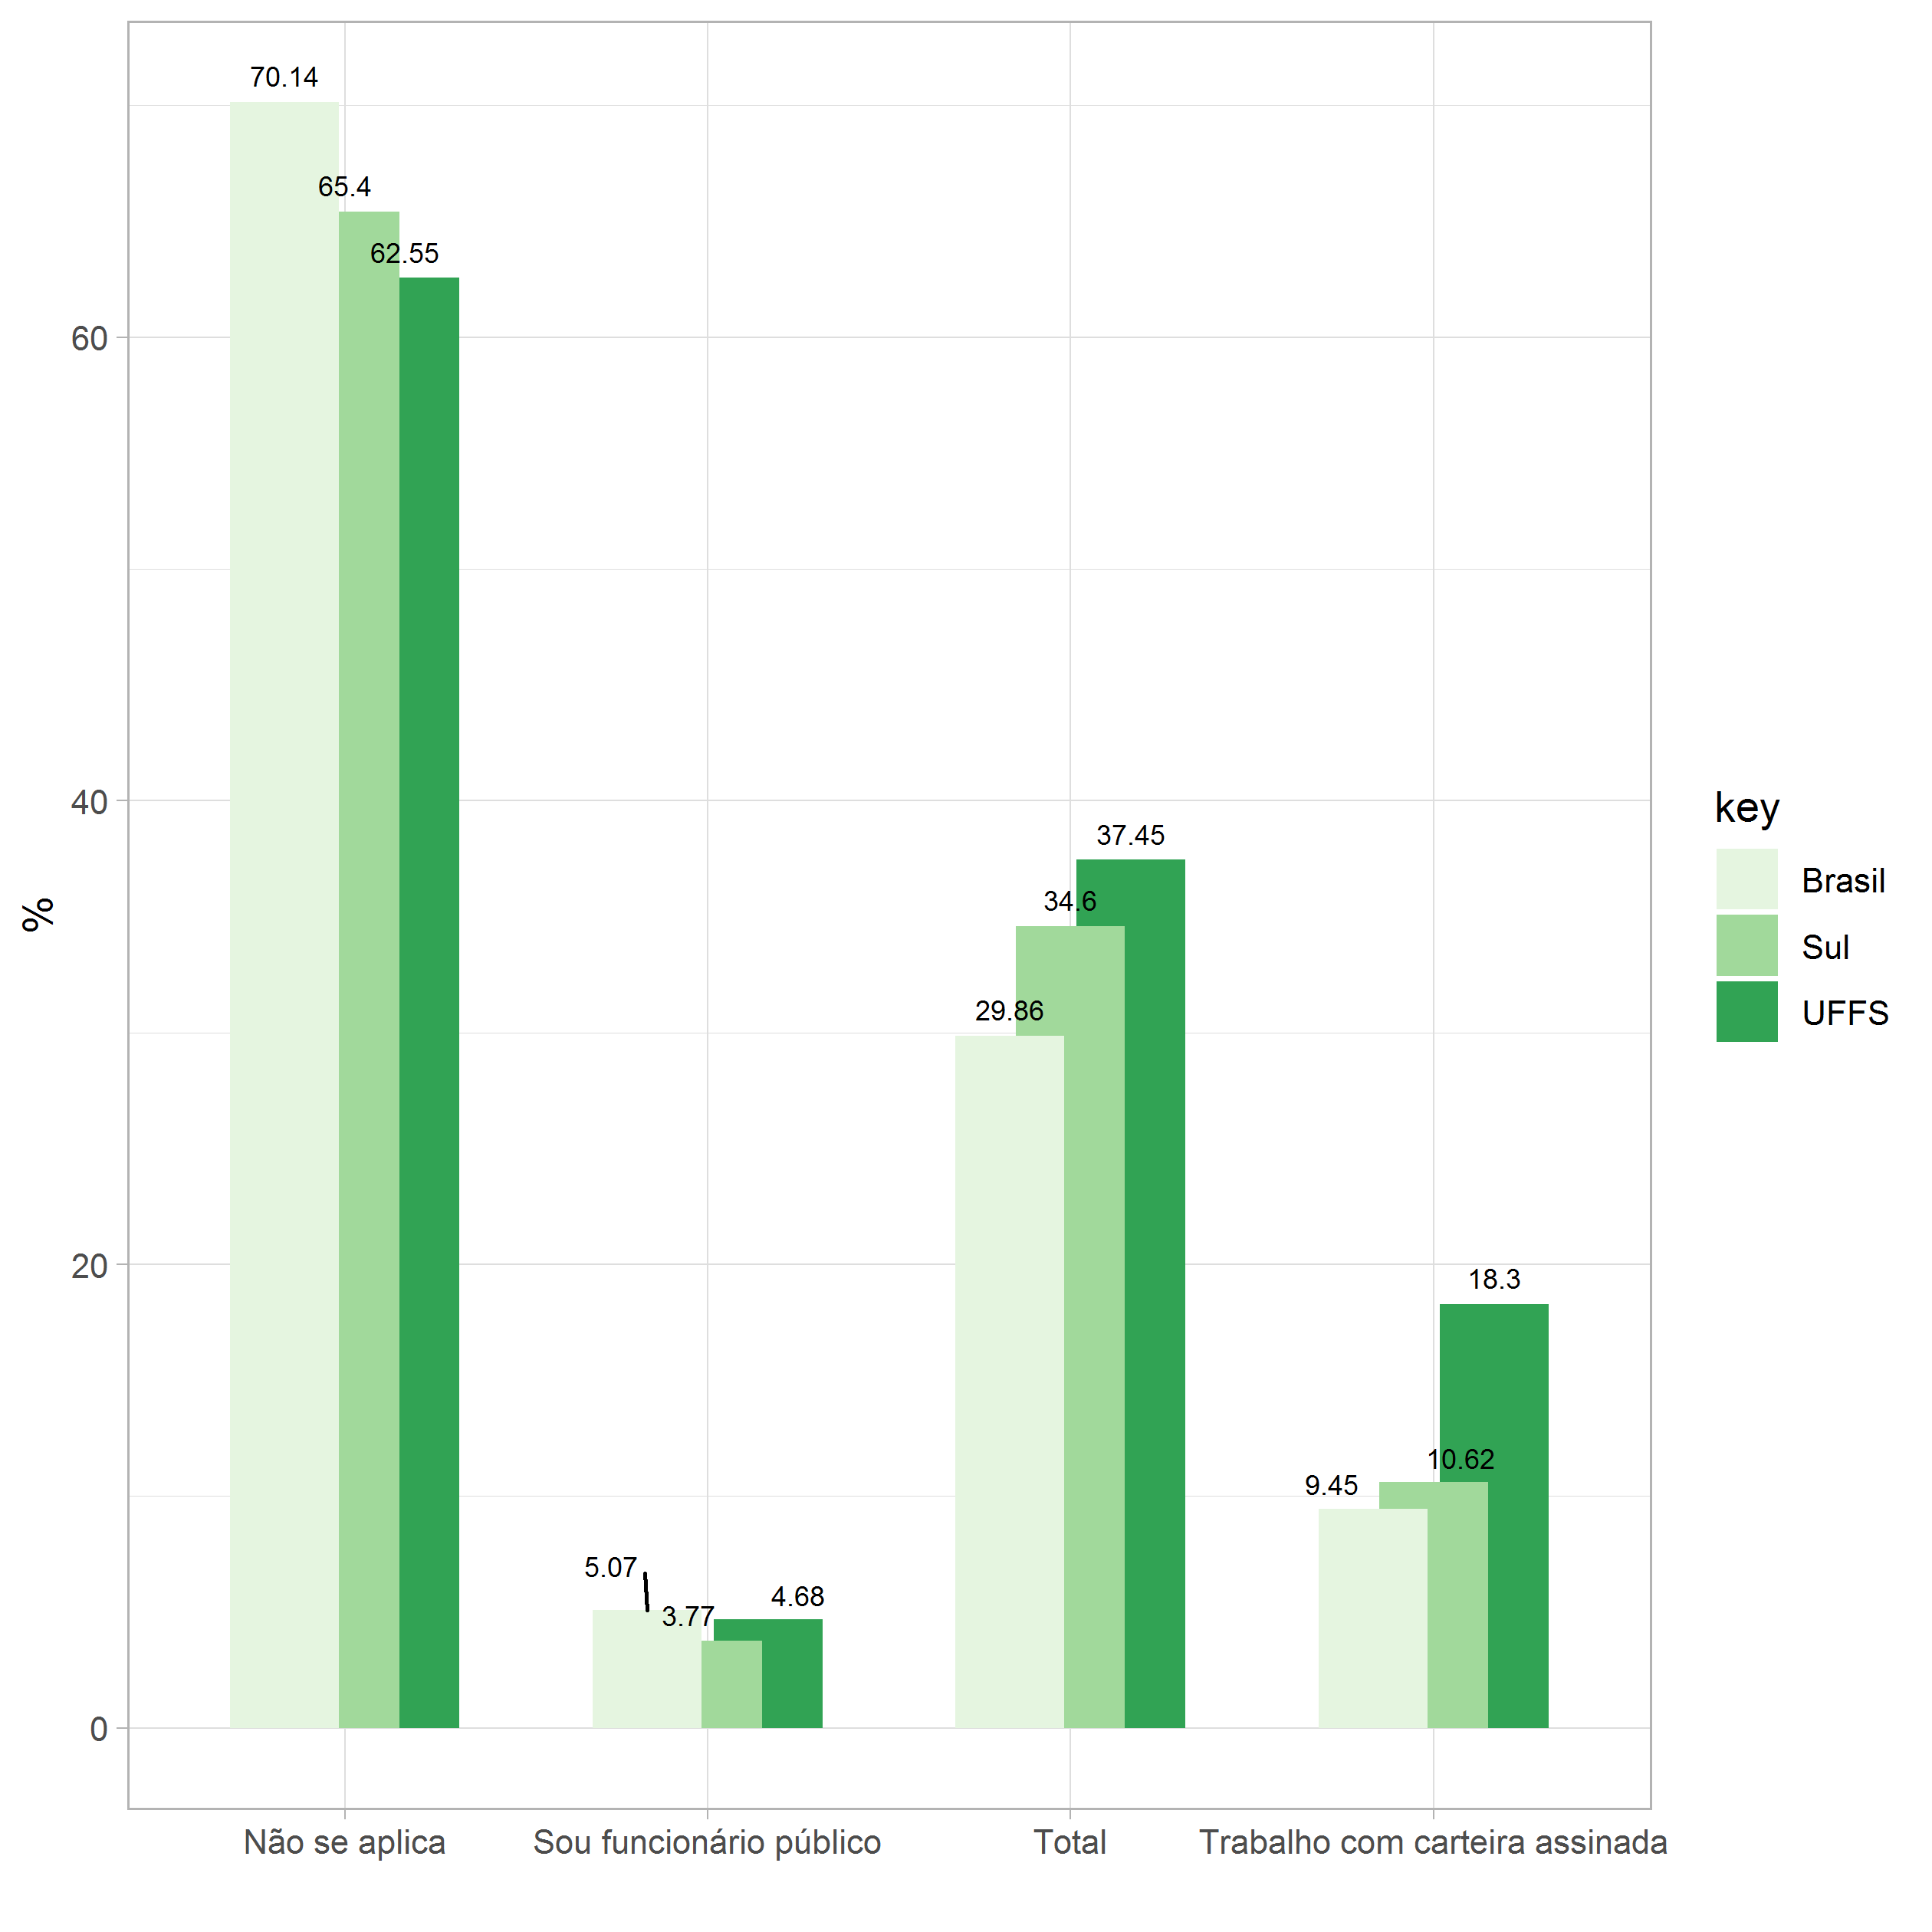 70.14
65.4
62.55
60
40
37.45
34.6
29.86
20
18.3
10.62
9.45
5.07
4.68
3.77
0
%
Não se aplica
Sou funcionário público
Total
Trabalho com carteira assinada
key
Brasil
Sul
UFFS